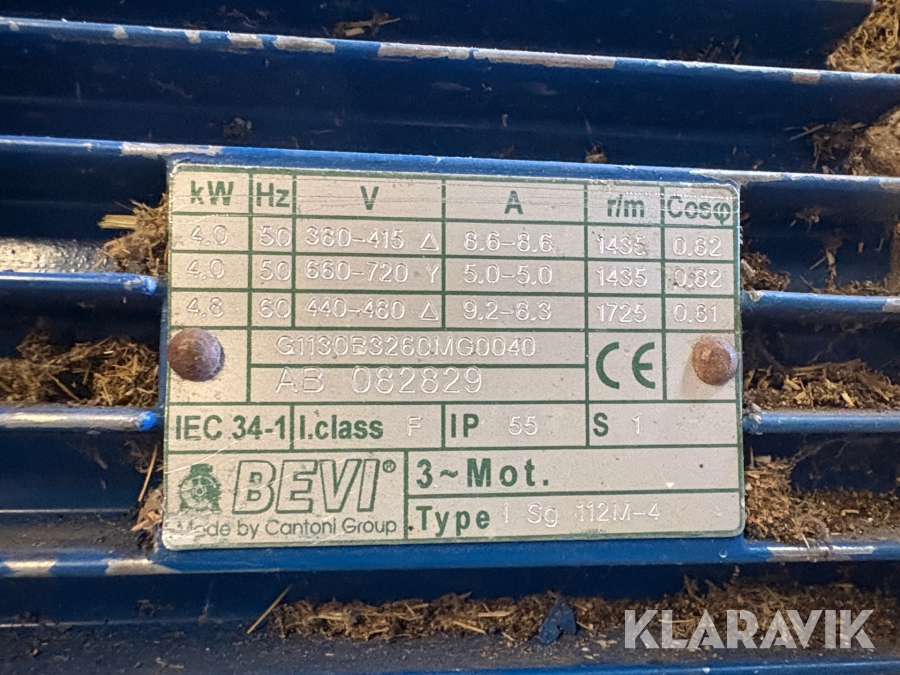 kW Hz V A r/m Cosφ
4.0 50 380-415 Δ 8.6-8.6 1435 0.82
4.0 50 660-720 Y 5.0-5.0 1435 0.82
4.8 60 440-480 Δ 9.2-8.3 1725 0.81
G1130B3260MG0040
CE
AB 082829
IEC 34-1 I.class F IP 55 S 1
BEVI® 3~Mot.
Made by Cantoni Group Type 1 Sg 112M-4
KLARAVIK